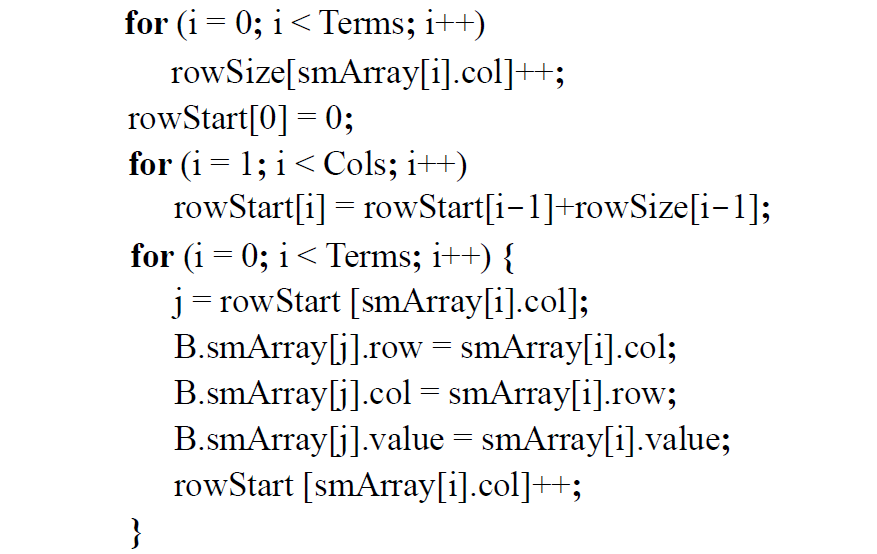 for (i = 0; i < Terms; i++)
rowSize[smArray[i].col]++;
rowStart[0] = 0;
for (i = 1; i < Cols; i++)
rowStart[i] = rowStart[i-1]+rowSize[i-1];
for (i = 0; i < Terms; i++) {
j = rowStart [smArray[i].col];
B.smArray[j].row = smArray[i].col;
B.smArray[j].col = smArray[i].row;
B.smArray[j].value = smArray[i].value;
rowStart [smArray[i].col]++;
}